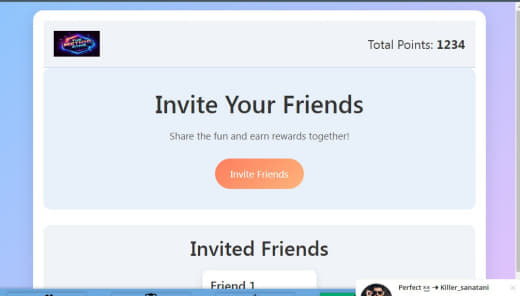 Total Points: 1234
Invite Your Friends
Share the fun and earn rewards together!
Invite Friends
Invited Friends
Friend 1
Perfect ^^ ➝ Killer_sanatani